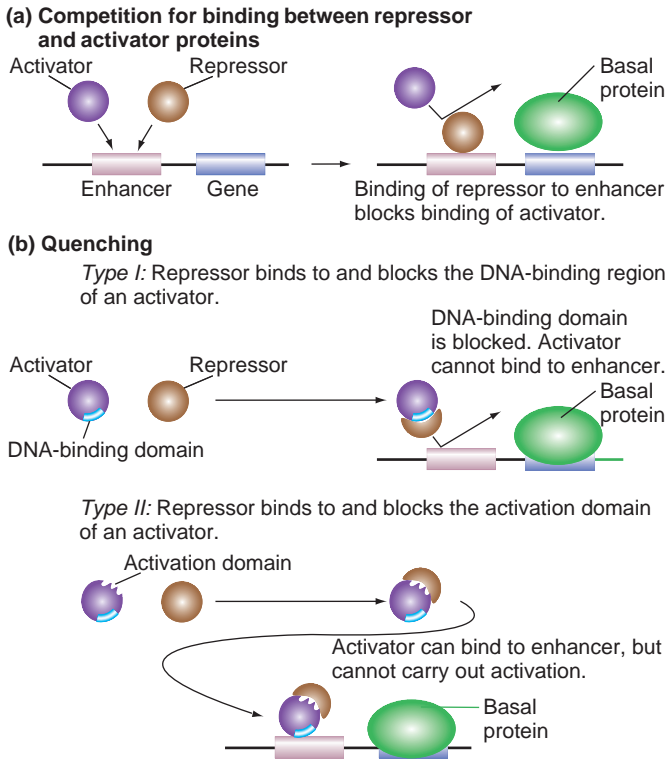 (a) Competition for binding between repressor
and activator proteins
Activator
Repressor
Enhancer
Gene
Basal
protein
Binding of repressor to enhancer
blocks binding of activator.
(b) Quenching
Type I: Repressor binds to and blocks the DNA-binding region
of an activator.
Activator
Repressor
DNA-binding domain
DNA-binding domain
is blocked. Activator
cannot bind to enhancer.
Basal
protein
Type II: Repressor binds to and blocks the activation domain
of an activator.
Activation domain
Activator can bind to enhancer, but
cannot carry out activation.
Basal
protein